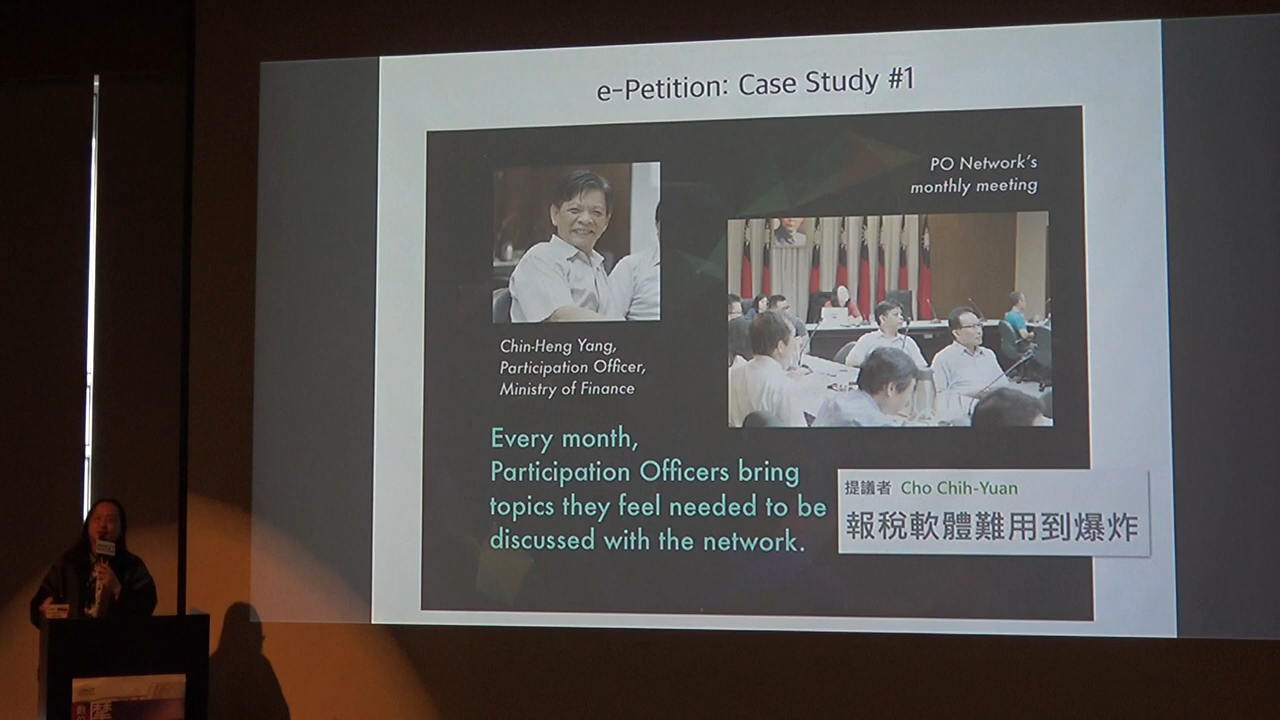 e-Petition: Case Study #1
PO Network's
monthly meeting
Chin-Heng Yang,
Participation Officer,
Ministry of Finance
Every month,
Participation Officers bring
topics they feel needed to be
discussed with the network.
提議者 Cho Chih-Yuan
報稅軟體難用到爆炸